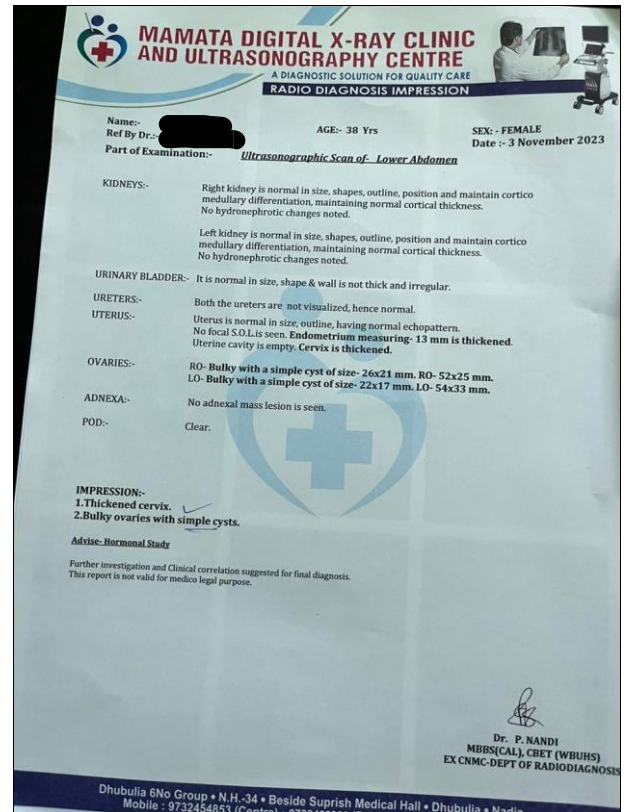 MAMATA DIGITAL X-RAY CLINIC
AND ULTRASONOGRAPHY CENTRE
A DIAGNOSTIC SOLUTION FOR QUALITY CARE
RADIO DIAGNOSIS IMPRESSION
Name:-
Ref By Dr.:-
AGE:- 38 Yrs
SEX: - FEMALE
Date :- 3 November 2023
Part of Examination:- Ultrasonographic Scan of- Lower Abdomen
KIDNEYS:- Right kidney is normal in size, shapes, outline, position and maintain cortico
medullary differentiation, maintaining normal cortical thickness.
No hydronephrotic changes noted.
Left kidney is normal in size, shapes, outline, position and maintain cortico
medullary differentiation, maintaining normal cortical thickness.
No hydronephrotic changes noted.
URINARY BLADDER:- It is normal in size, shape & wall is not thick and irregular.
URETERS:- Both the ureters are not visualized, hence normal.
UTERUS:- Uterus is normal in size, outline, having normal echopattern.
No focal S.O.L.is seen. Endometrium measuring- 13 mm is thickened.
Uterine cavity is empty. Cervix is thickened.
OVARIES:- RO- Bulky with a simple cyst of size- 26x21 mm. RO- 52x25 mm.
LO- Bulky with a simple cyst of size- 22x17 mm. LO- 54x33 mm.
ADNEXA:- No adnexal mass lesion is seen.
POD:- Clear.
IMPRESSION:-
1.Thickened cervix.
2.Bulky ovaries with simple cysts.
Advise- Hormonal Study
Further investigation and Clinical correlation suggested for final diagnosis.
This report is not valid for medico legal purpose.
Dr. P. NANDI
MBBS(CAL), CBET (WBUHS)
EX CNMC-DEPT OF RADIODIAGNOSIS
Dhubulia 6No Group • N.H.-34 • Beside Suprish Medical Hall • Dhubulia • Nadia
Mobile : 9732454853 (Centre)